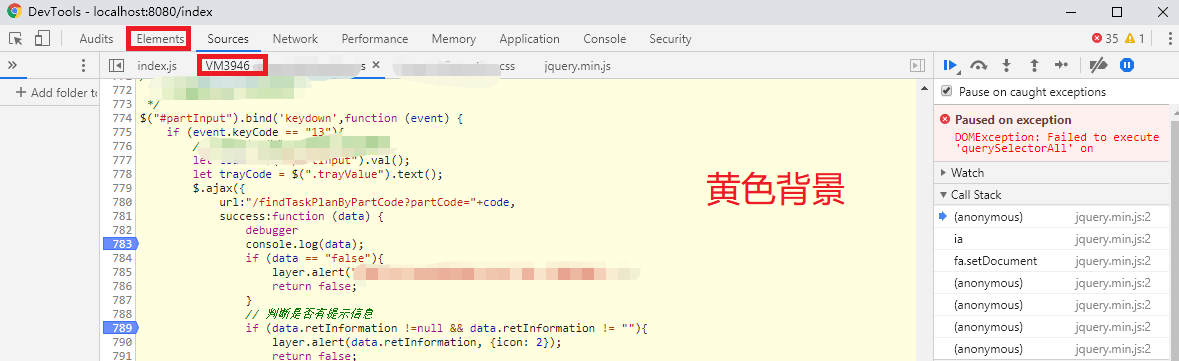 DevTools - localhost:8080/index
Audits Elements Sources Network Performance Memory Application Console Security 35 1
» index.js VM3946 s × css jquery.min.js
+ Add folder to
772
773 */
774 $("#partInput").bind('keydown',function (event) {
775 if (event.keyCode == "13"){
776 /
777 let tInput").val();
778 let trayCode = $(".trayValue").text();
779 $.ajax({
780 url:"/findTaskPlanByPartCode?partCode="+code,
781 success:function (data) {
782 debugger
783 console.log(data);
784 if (data == "false"){
785 layer.alert(
786 return false;
787 }
788 // 判断是否有提示信息
789 if (data.retInformation !=null && data.retInformation != ""){
790 layer.alert(data.retInformation, {icon: 2});
791 return false;
黄色背景
Pause on caught exceptions
Paused on exception
DOMException: Failed to execute
'querySelectorAll' on
Watch
Call Stack
(anonymous) jquery.min.js:2
ia jquery.min.js:2
fa.setDocument jquery.min.js:2
(anonymous) jquery.min.js:2
(anonymous) jquery.min.js:2
(anonymous) jquery.min.js:2
(anonymous) jquery.min.js:2